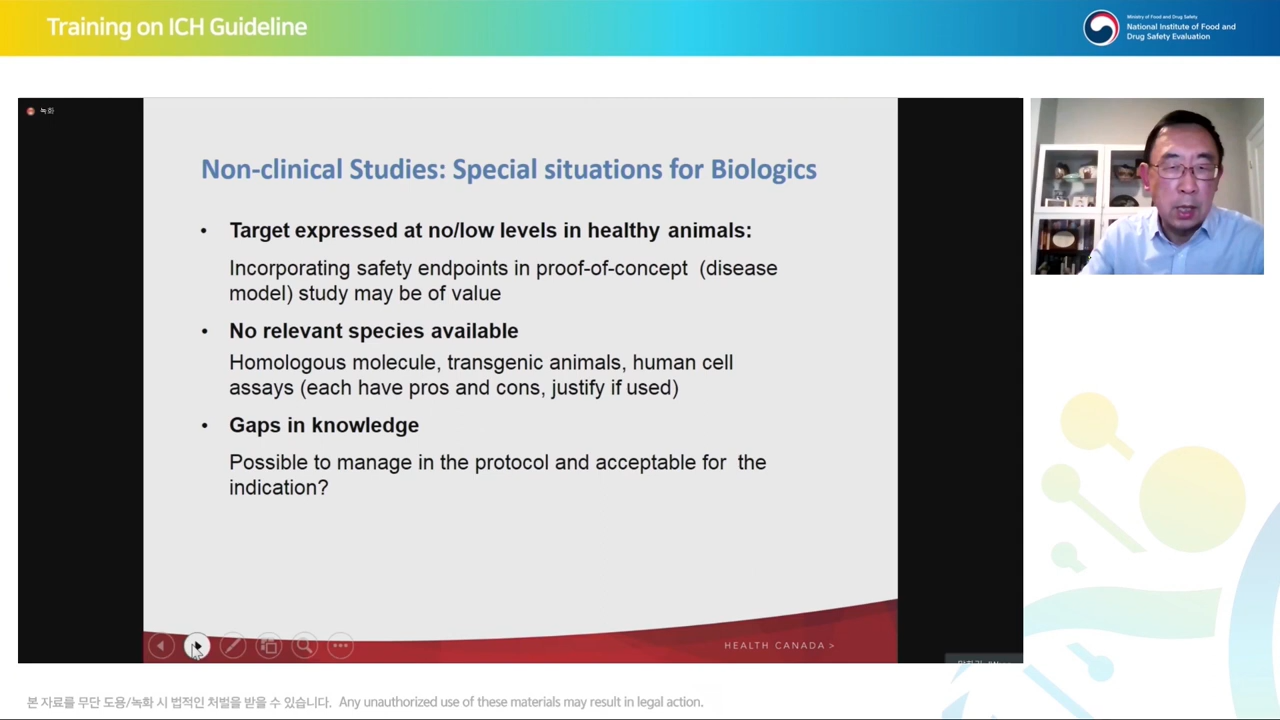 Training on ICH Guideline
Ministry of Food and Drug Safety
National Institute of Food and
Drug Safety Evaluation
녹화
Non-clinical Studies: Special situations for Biologics
• Target expressed at no/low levels in healthy animals:
Incorporating safety endpoints in proof-of-concept (disease
model) study may be of value
• No relevant species available
Homologous molecule, transgenic animals, human cell
assays (each have pros and cons, justify if used)
• Gaps in knowledge
Possible to manage in the protocol and acceptable for the
indication?
HEALTH CANADA >
본 자료를 무단 도용/녹화 시 법적인 처벌을 받을 수 있습니다. Any unauthorized use of these materials may result in legal action.